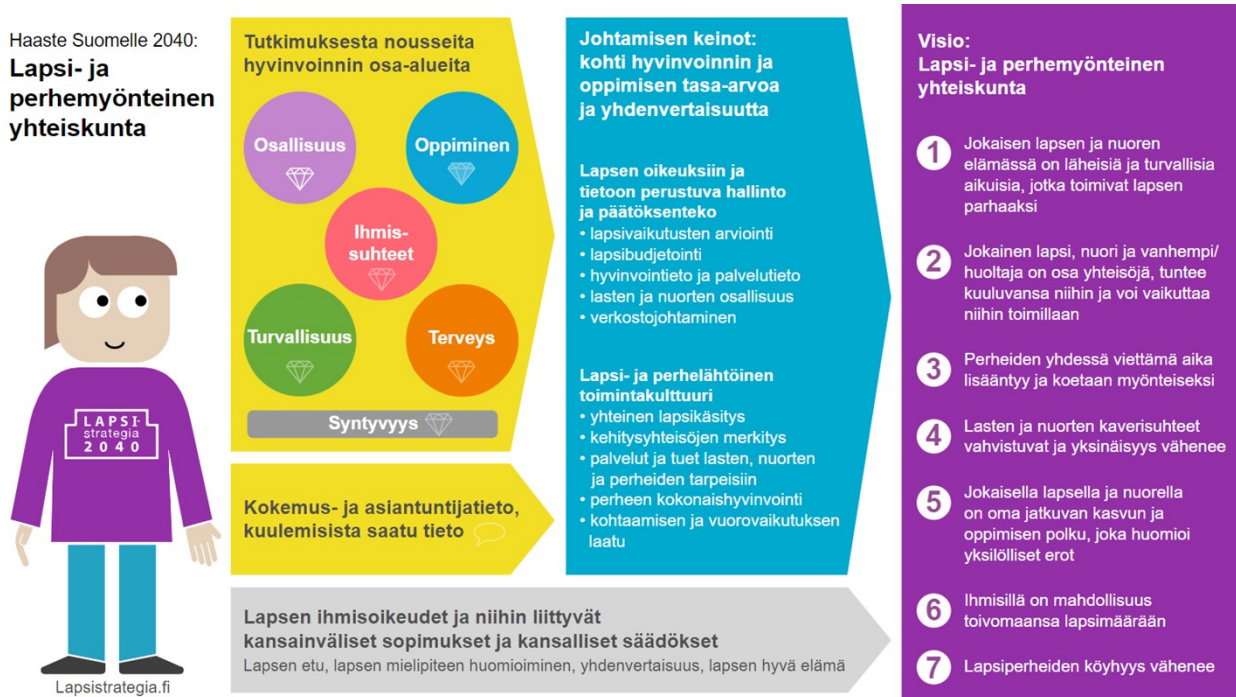 Haaste Suomelle 2040:
Lapsi- ja
perhemyönteinen
yhteiskunta
LAPSI-
strategia
2040
Lapsistrategia.fi
Tutkimuksesta nousseita
hyvinvoinnin osa-alueita
Osallisuus
Oppiminen
Ihmis-
suhteet
Turvallisuus
Terveys
Syntyvyys
Kokemus- ja asiantuntijatieto,
kuulemisista saatu tieto
Johtamisen keinot:
kohti hyvinvoinnin ja
oppimisen tasa-arvoa
ja yhdenvertaisuutta
Lapsen oikeuksiin ja
tietoon perustuva hallinto
ja päätöksenteko
• lapsivaikutusten arviointi
• lapsibudjetointi
• hyvinvointieto ja palvelutieto
• lasten ja nuorten osallisuus
• verkostojohtaminen
Lapsi- ja perhelähtöinen
toimintakulttuuri
• yhteinen lapsikäsitys
• kehitysyhteisöjen merkitys
• palvelut ja tuet lasten, nuorten
ja perheiden tarpeisiin
• perheen kokonaishyvinvointi
• kohtaamisen ja vuorovaikutuksen
laatu
Lapsen ihmisoikeudet ja niihin liittyvät
kansainväliset sopimukset ja kansalliset säädökset
Lapsen etu, lapsen mielipiteen huomioiminen, yhdenvertaisuus, lapsen hyvä elämä
Visio:
Lapsi- ja perhemyönteinen
yhteiskunta
1 Jokaisen lapsen ja nuoren
elämässä on läheisiä ja turvallisia
aikuisia, jotka toimivat lapsen
parhaaksi
2 Jokainen lapsi, nuori ja vanhempi/
huoltaja on osa yhteisöjä, tuntee
kuuluvansa niihin ja voi vaikuttaa
niihin toimillaan
3 Perheiden yhdessä viettämä aika
lisääntyy ja koetaan myönteiseksi
4 Lasten ja nuorten kaverisuhteet
vahvistuvat ja yksinäisyys vähenee
5 Jokaisella lapsella ja nuorella
on oma jatkuvan kasvun ja
oppimisen polku, joka huomioi
yksilölliset erot
6 Ihmisillä on mahdollisuus
toivomaansa lapsimäärään
7 Lapsiperheiden köyhyys vähenee